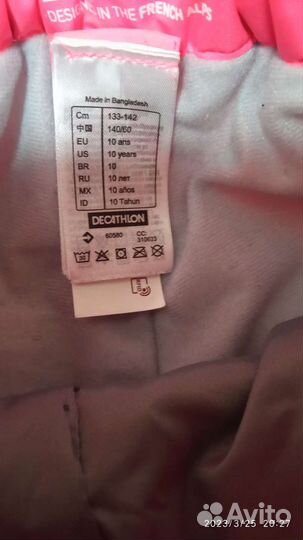 DESIGNED IN THE FRENCH ALPS
Made in Bangladesh
Cm 133-142
中国 140/60
EU 10 ans
US 10 years
BR 10
RU 10 лет
MX 10 años
ID 10 Tahun
DECATHLON
60580 CC: 310623
Avito
2023/3/25 20:27